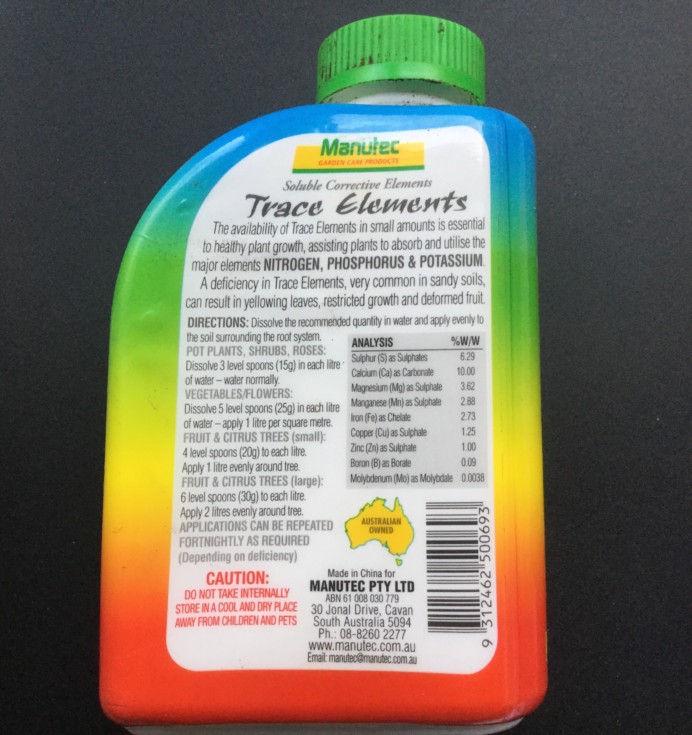 Manutec
GARDEN CARE PRODUCTS
Soluble Corrective Elements
Trace Elements
The availability of Trace Elements in small amounts is essential
to healthy plant growth, assisting plants to absorb and utilise the
major elements NITROGEN, PHOSPHORUS & POTASSIUM.
A deficiency in Trace Elements, very common in sandy soils,
can result in yellowing leaves, restricted growth and deformed fruit.
DIRECTIONS: Dissolve the recommended quantity in water and apply evenly to
the soil surrounding the root system.
POT PLANTS, SHRUBS, ROSES:
Dissolve 3 level spoons (15g) in each litre
of water – water normally.
VEGETABLES/FLOWERS:
Dissolve 5 level spoons (25g) in each litre
of water – apply 1 litre per square metre.
FRUIT & CITRUS TREES (small):
4 level spoons (20g) to each litre.
Apply 1 litre evenly around tree.
FRUIT & CITRUS TREES (large):
6 level spoons (30g) to each litre.
Apply 2 litres evenly around tree.
APPLICATIONS CAN BE REPEATED
FORTNIGHTLY AS REQUIRED
(Depending on deficiency)
ANALYSIS %W/W
Sulphur (S) as Sulphates 6.29
Calcium (Ca) as Carbonate 10.00
Magnesium (Mg) as Sulphate 3.62
Manganese (Mn) as Sulphate 2.88
Iron (Fe) as Chelate 2.73
Copper (Cu) as Sulphate 1.25
Zinc (Zn) as Sulphate 1.00
Boron (B) as Borate 0.09
Molybdenum (Mo) as Molybdate 0.0038
AUSTRALIAN
OWNED
CAUTION:
DO NOT TAKE INTERNALLY
STORE IN A COOL AND DRY PLACE
AWAY FROM CHILDREN AND PETS
Made in China for
MANUTEC PTY LTD
ABN 61 008 030 779
30 Jonal Drive, Cavan
South Australia 5094
Ph.: 08-8260 2277
www.manutec.com.au
Email: manutec@manutec.com.au
9 312462 500693